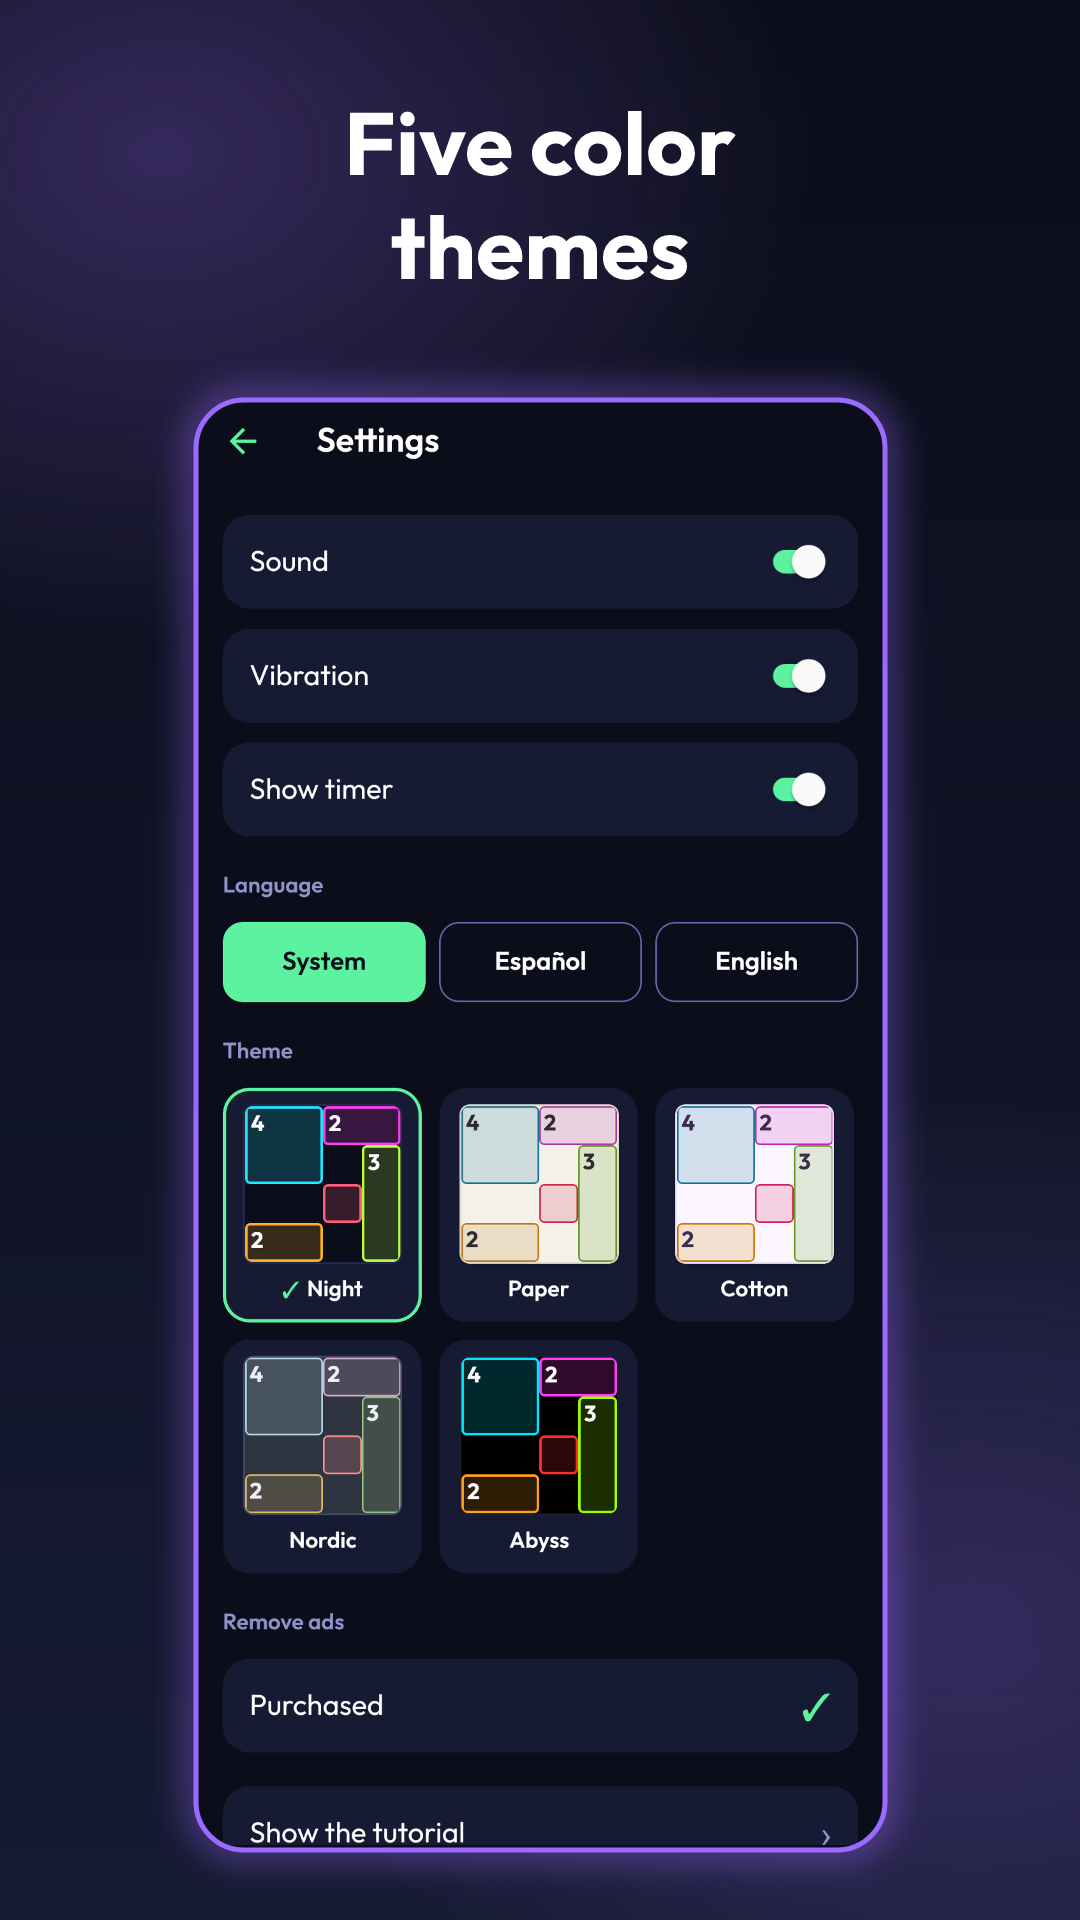 Five color
themes
Settings
Sound
Vibration
Show timer
Language
System Español English
Theme
4 2 3 2
✓ Night
4 2 3 2
Paper
4 2 3 2
Cotton
4 2 3 2
Nordic
4 2 3 2
Abyss
Remove ads
Purchased ✓
Show the tutorial ›